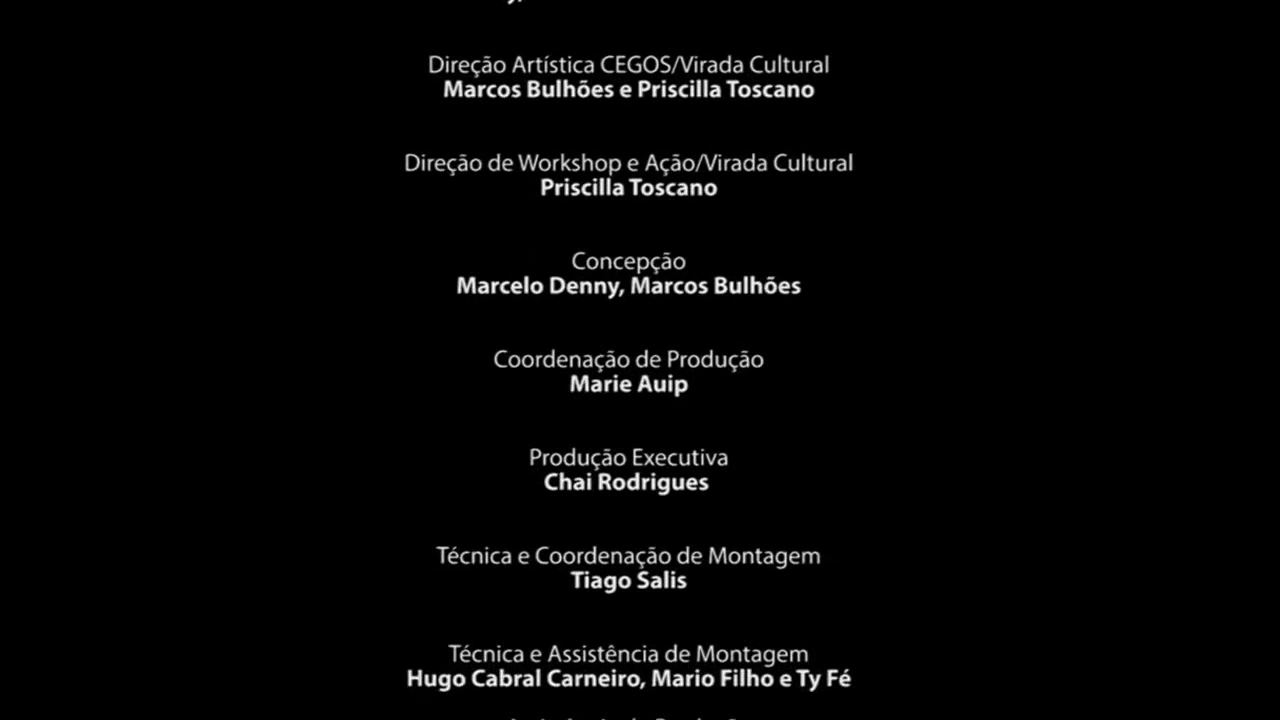 Direção Artística CEGOS/Virada Cultural
Marcos Bulhões e Priscilla Toscano
Direção de Workshop e Ação/Virada Cultural
Priscilla Toscano
Concepção
Marcelo Denny, Marcos Bulhões
Coordenação de Produção
Marie Auip
Produção Executiva
Chai Rodrigues
Técnica e Coordenação de Montagem
Tiago Salis
Técnica e Assistência de Montagem
Hugo Cabral Carneiro, Mario Filho e Ty Fé